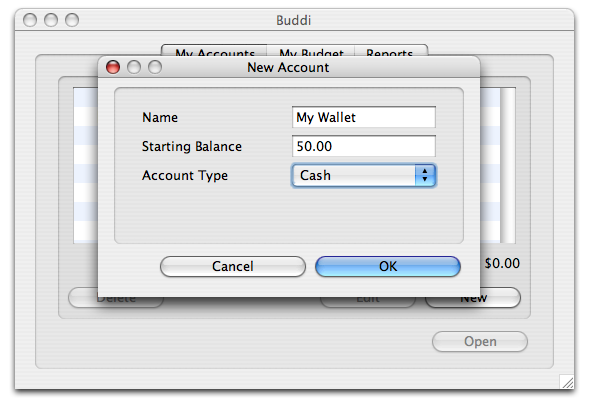 Buddi
My Accounts My Budget Reports
New Account
Name My Wallet
Starting Balance 50.00
Account Type Cash
Cancel OK
$0.00
Delete Edit New
Open